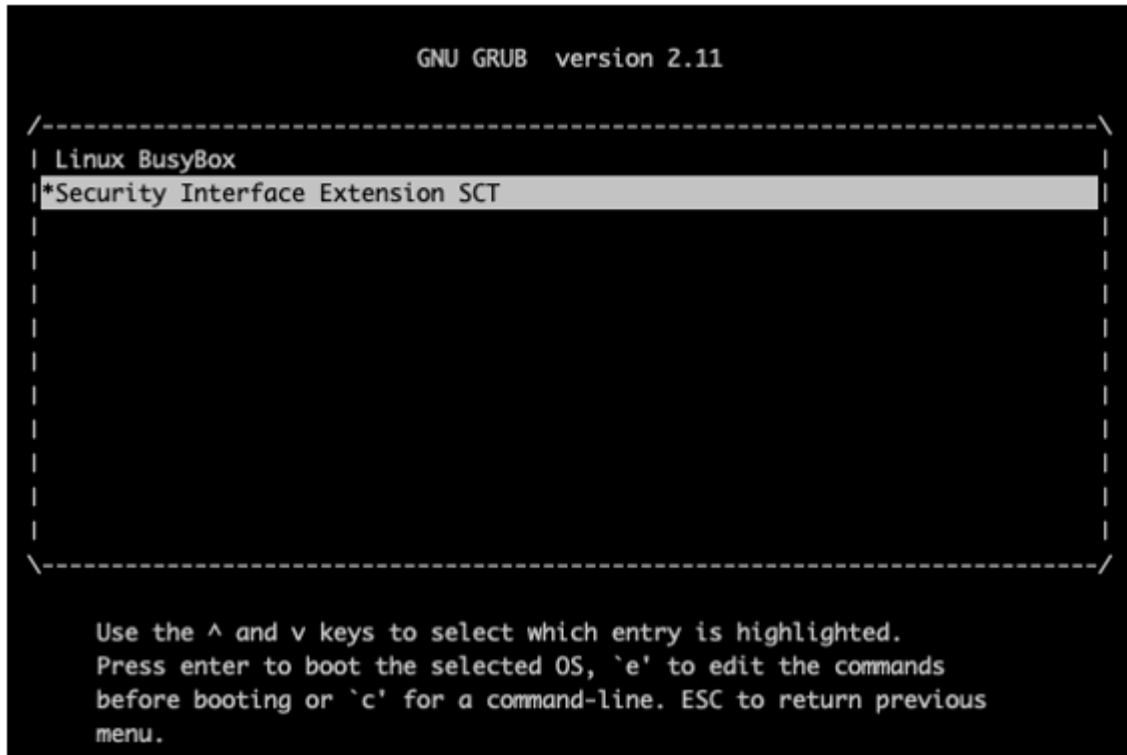 GNU GRUB  version 2.11
Linux BusyBox
*Security Interface Extension SCT
Use the ^ and v keys to select which entry is highlighted.
Press enter to boot the selected OS, `e' to edit the commands
before booting or `c' for a command-line. ESC to return previous
menu.